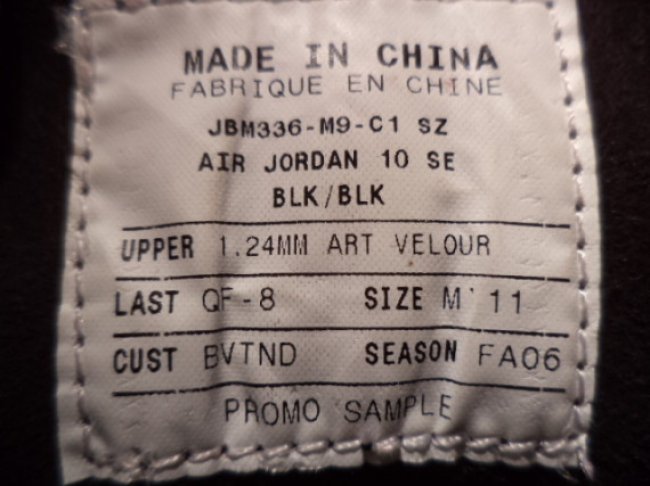 MADE IN CHINA
FABRIQUE EN CHINE
JBM336-M9-C1 SZ
AIR JORDAN 10 SE
BLK/BLK
UPPER 1.24MM ART VELOUR
LAST QF-8 SIZE M 11
CUST BVTND SEASON FA06
PROMO SAMPLE